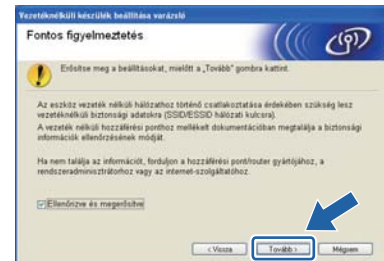 Vezetéknélküli készülék beállítása varázsló
Fontos figyelmeztetés
Erősítse meg a beállításokat, mielőtt a „Tovább" gombra kattint.
Az eszköz vezeték nélküli hálózathoz történő csatlakoztatása érdekében szükség lesz
vezetéknélküli biztonsági adatokra (SSID/ESSID hálózati kulcsra).
A vezeték nélküli hozzáférési ponthoz mellékelt dokumentációban megtalálja a biztonsági
információk ellenőrzésének módját.
Ha nem találja az információt, forduljon a hozzáférési pont/router gyártójához, a
rendszeradminisztrátorhoz vagy az internet-szolgáltatóhoz.
Ellenőrizve és megerősítve
< Vissza Tovább > Mégsem